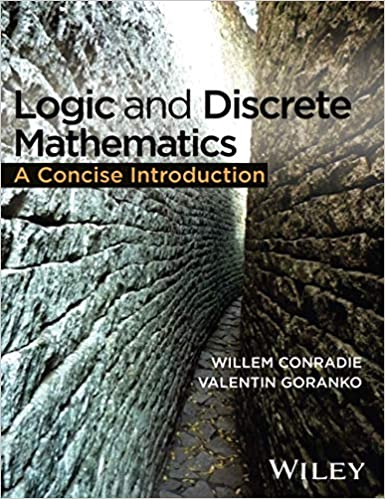 Logic and Discrete
Mathematics
A Concise Introduction
WILLEM CONRADIE
VALENTIN GORANKO
WILEY